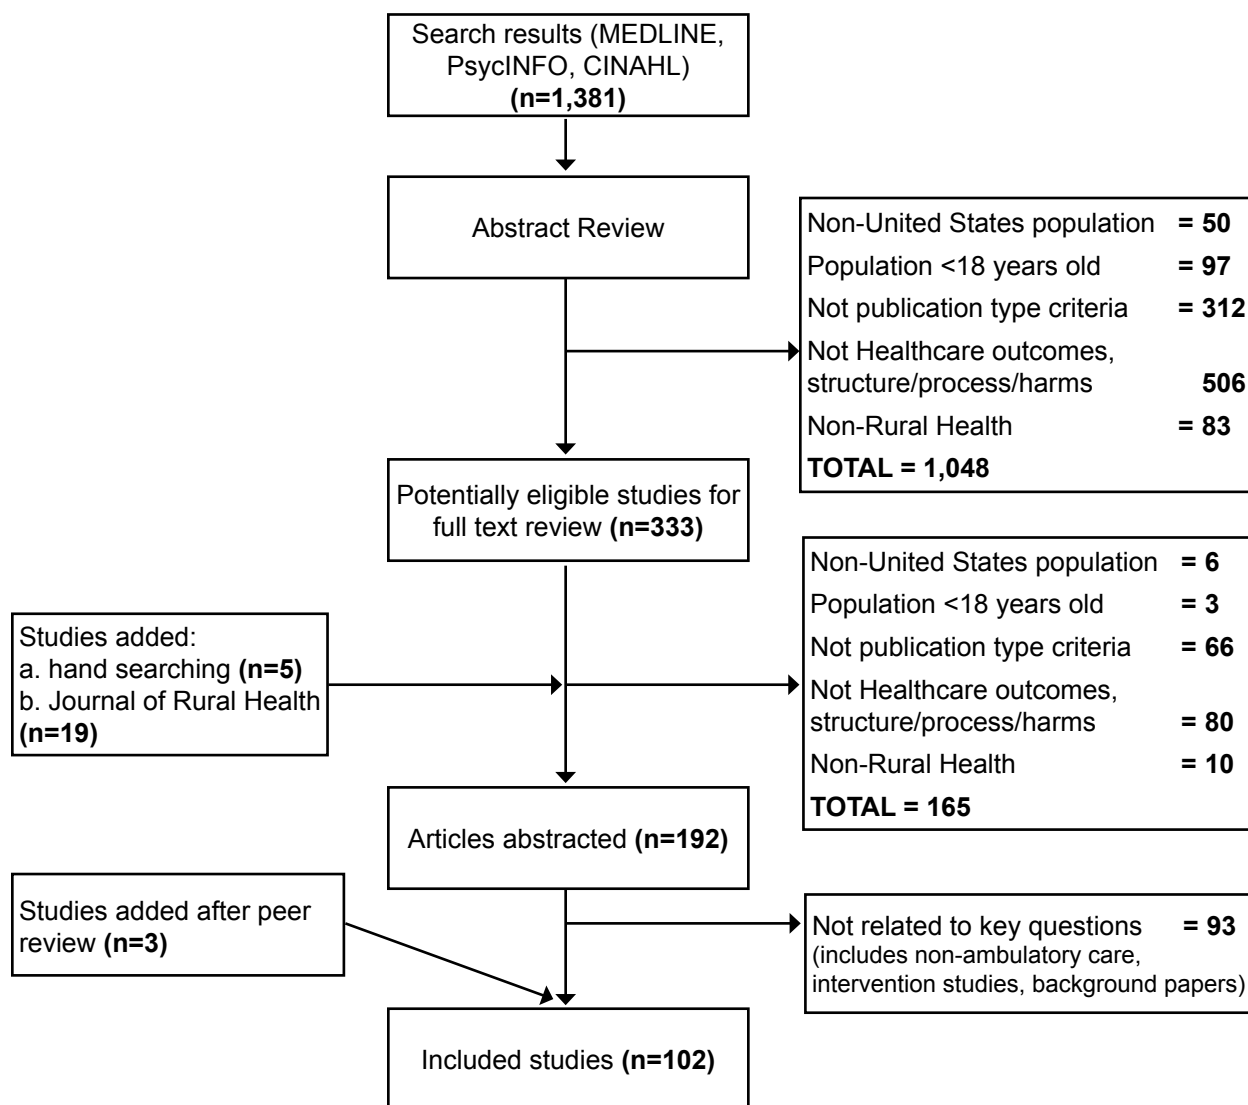 Search results (MEDLINE,
PsycINFO, CINAHL)
(n=1,381)
Abstract Review
Non-United States population = 50
Population <18 years old = 97
Not publication type criteria = 312
Not Healthcare outcomes,
structure/process/harms 506
Non-Rural Health = 83
TOTAL = 1,048
Potentially eligible studies for
full text review (n=333)
Studies added:
a. hand searching (n=5)
b. Journal of Rural Health
(n=19)
Non-United States population = 6
Population <18 years old = 3
Not publication type criteria = 66
Not Healthcare outcomes,
structure/process/harms = 80
Non-Rural Health = 10
TOTAL = 165
Articles abstracted (n=192)
Studies added after peer
review (n=3)
Not related to key questions = 93
(includes non-ambulatory care,
intervention studies, background papers)
Included studies (n=102)